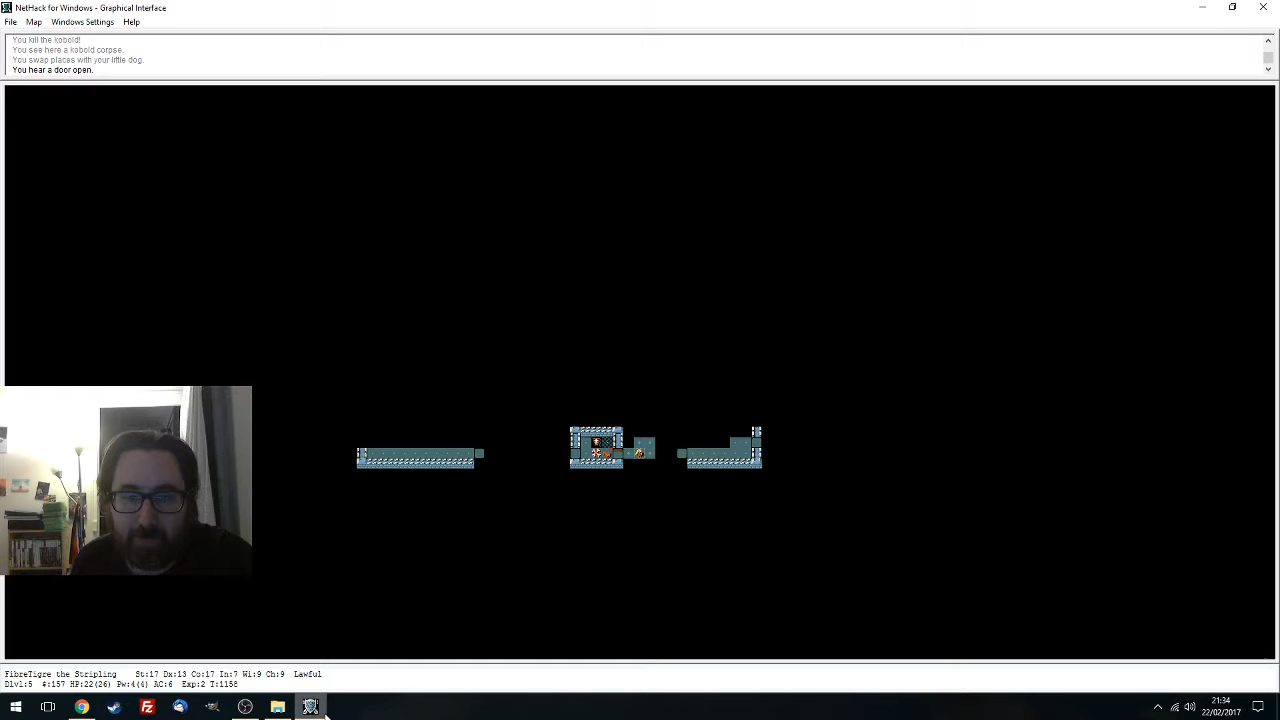 NetHack for Windows - Graphical Interface
File Map Windows Settings Help
You kill the kobold!
You see here a kobold corpse.
You swap places with your little dog.
You hear a door open.
FibreTigre the Stripling St:17 Dx:13 Co:17 In:7 Wi:9 Ch:9 Lawful
Dlvl:5 $:157 HP:22(26) Pw:4(4) AC:6 Exp:2 T:1158
21:34
22/02/2017